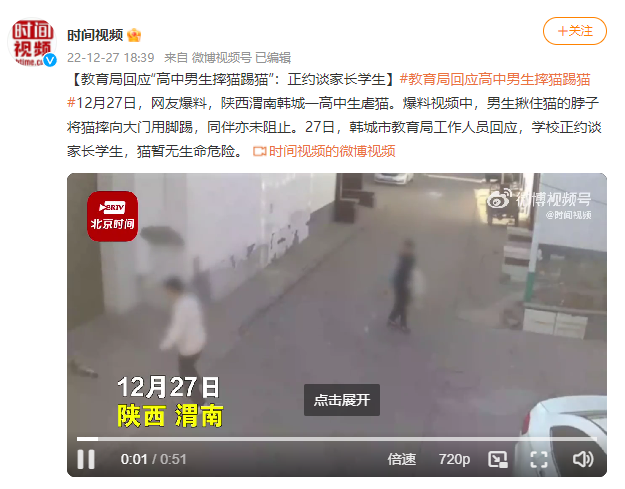 时间视频
btime.com
时间视频
+关注
22-12-27 18:39 来自 微博视频号 已编辑
【教育局回应“高中男生摔猫踢猫”：正约谈家长学生】#教育局回应高中男生摔猫踢猫
#12月27日，网友爆料，陕西渭南韩城一高中生虐猫。爆料视频中，男生揪住猫的脖子
将猫摔向大门用脚踢，同伴亦未阻止。27日，韩城市教育局工作人员回应，学校正约谈
家长学生，猫暂无生命危险。 时间视频的微博视频
BRTV
北京时间
微博视频号
@时间视频
12月27日
陕西 渭南
点击展开
0:01 / 0:51
倍速
720p